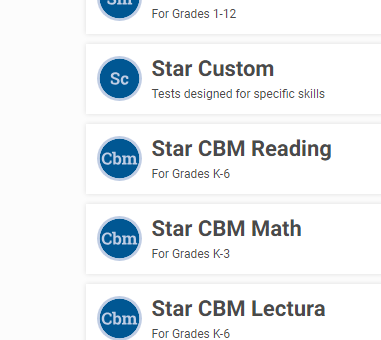 Sm
For Grades 1-12
Sc
Star Custom
Tests designed for specific skills
Cbm
Star CBM Reading
For Grades K-6
Cbm
Star CBM Math
For Grades K-3
Cbm
Star CBM Lectura
For Grades K-6